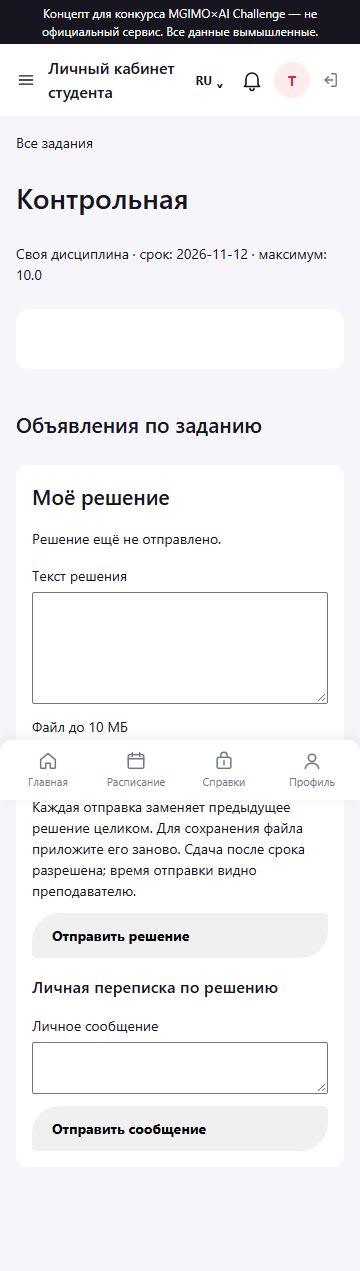 Концепт для конкурса MGIMO×AI Challenge — не
официальный сервис. Все данные вымышленные.
Личный кабинет
студента
RU
T
Все задания
Контрольная
Своя дисциплина · срок: 2026-11-12 · максимум:
10.0
Объявления по заданию
Моё решение
Решение ещё не отправлено.
Текст решения
Файл до 10 МБ
Главная
Расписание
Справки
Профиль
Каждая отправка заменяет предыдущее
решение целиком. Для сохранения файла
приложите его заново. Сдача после срока
разрешена; время отправки видно
преподавателю.
Отправить решение
Личная переписка по решению
Личное сообщение
Отправить сообщение